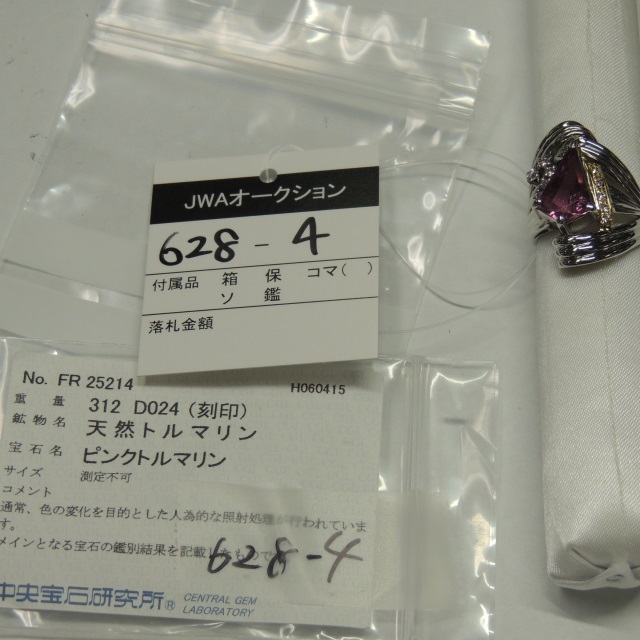 JWAオークション
628-4
付属品 箱 保 コマ( )
ソ 鑑
落札金額
No. FR 25214
H060415
重 量 312 D024 (刻印)
鉱物名 天然トルマリン
宝石名 ピンクトルマリン
サイズ 測定不可
コメント
通常、色の変化を目的とした人為的な照射処理が行われていま
す。
メインとなる宝石の鑑別結果を記載したもので
628-4
中央宝石研究所® CENTRAL GEM
LABORATORY